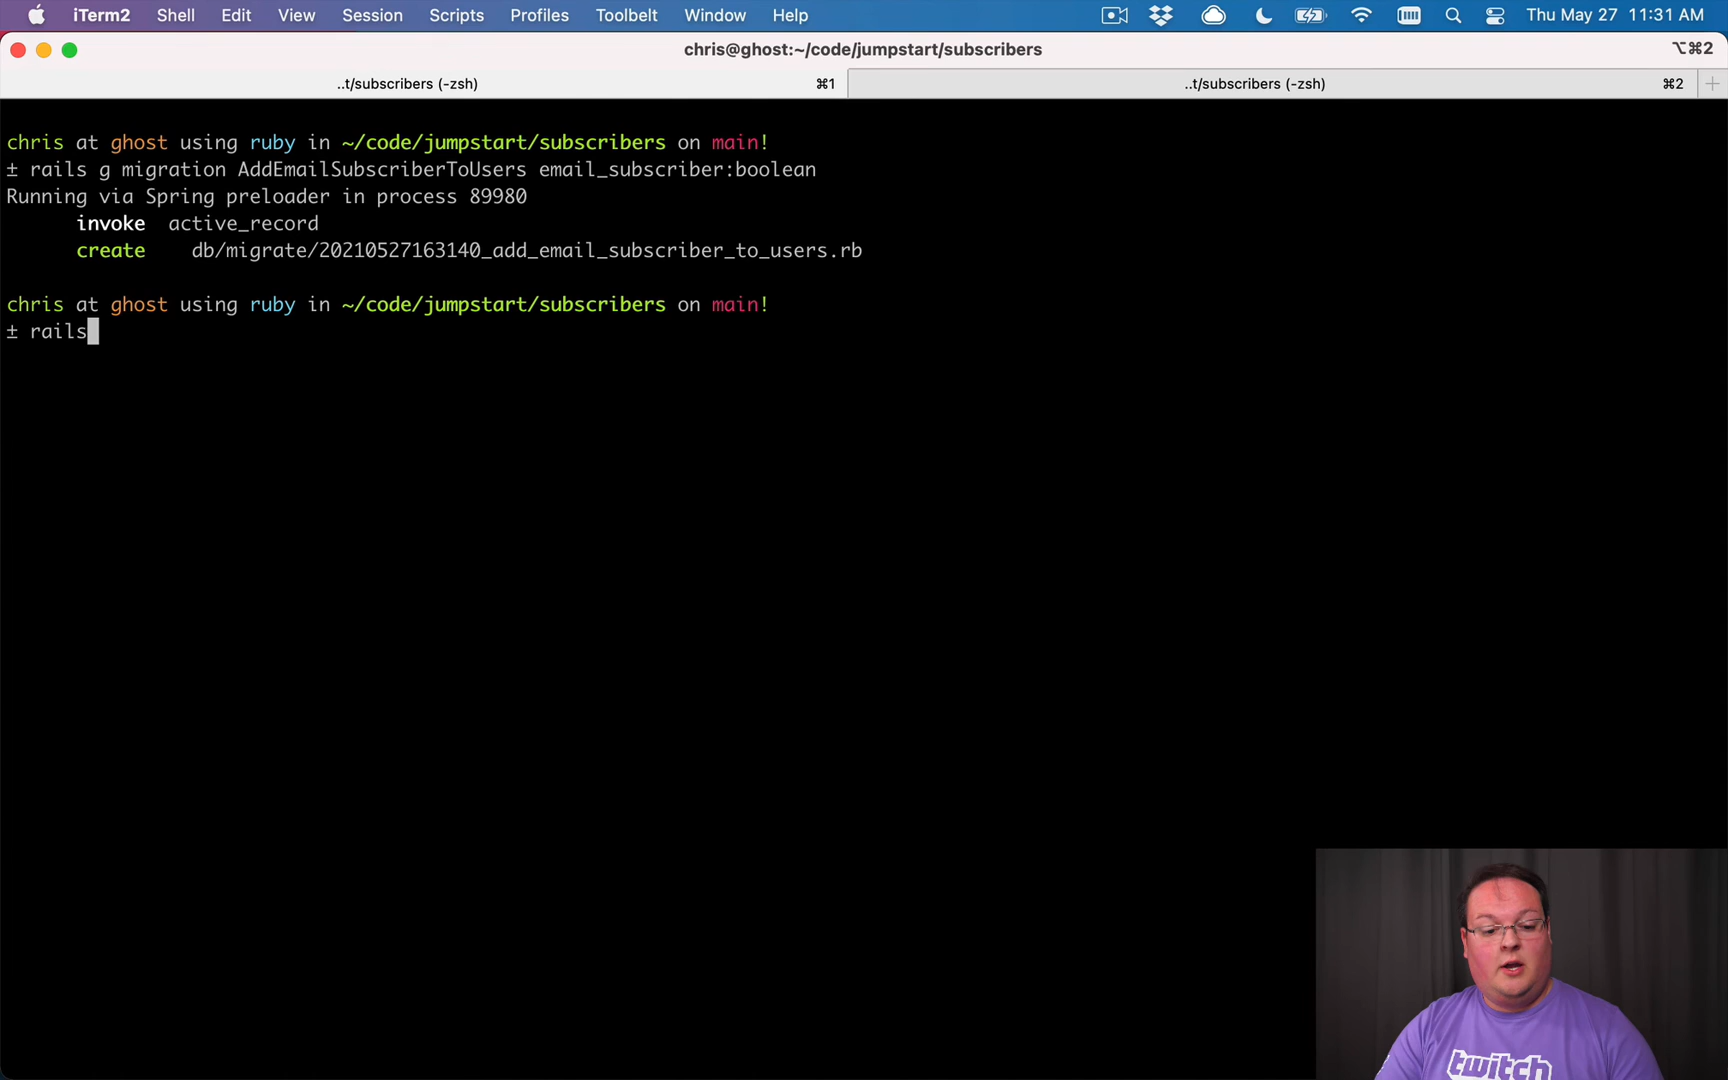 iTerm2 Shell Edit View Session Scripts Profiles Toolbelt Window Help Thu May 27 11:31 AM
chris@ghost:~/code/jumpstart/subscribers ⌥⌘2
..t/subscribers (-zsh) ⌘1 ..t/subscribers (-zsh) ⌘2
chris at ghost using ruby in ~/code/jumpstart/subscribers on main!
± rails g migration AddEmailSubscriberToUsers email_subscriber:boolean
Running via Spring preloader in process 89980
invoke active_record
create db/migrate/20210527163140_add_email_subscriber_to_users.rb
chris at ghost using ruby in ~/code/jumpstart/subscribers on main!
± rails
twitch